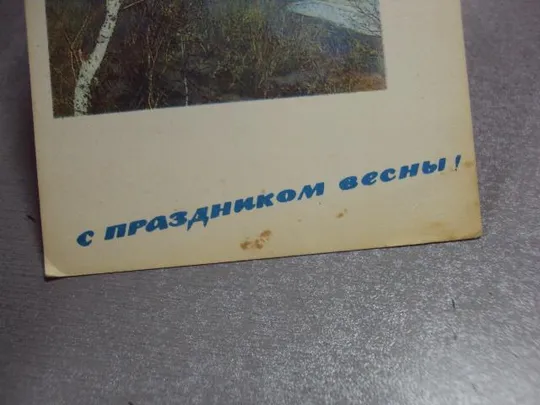 с праздником весны!